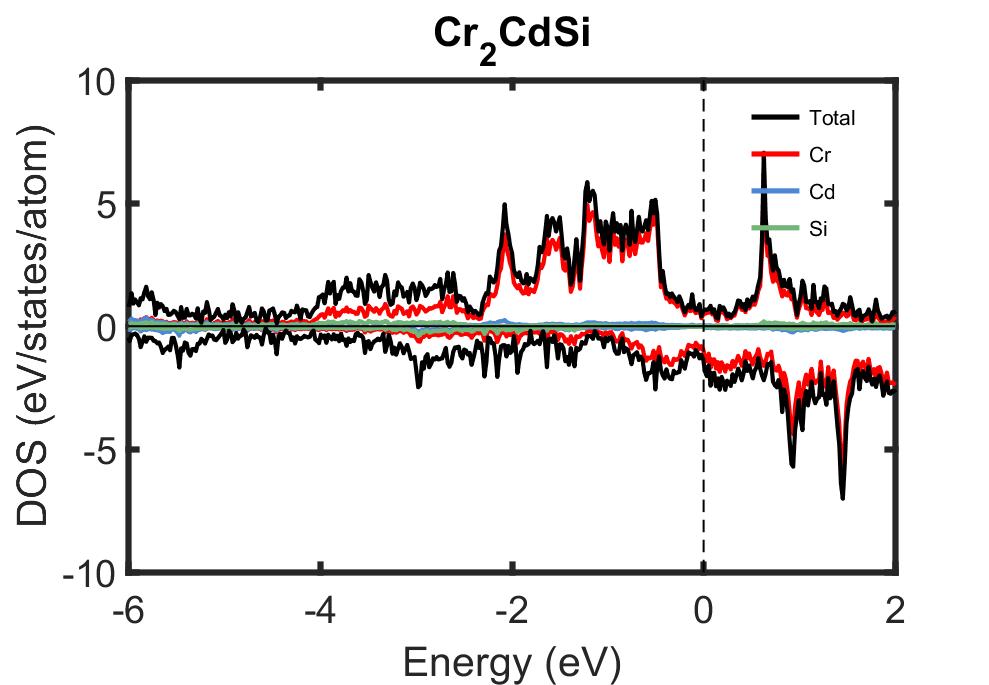 Cr2CdSi
DOS (eV/states/atom)
10
5
0
-5
-10
Total
Cr
Cd
Si
-6 -4 -2 0 2
Energy (eV)